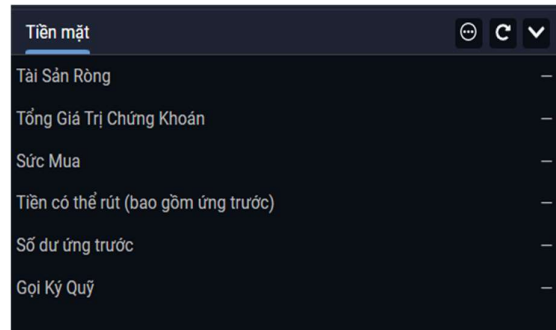 Tiền mặt
Tài Sản Ròng –
Tổng Giá Trị Chứng Khoán –
Sức Mua –
Tiền có thể rút (bao gồm ứng trước) –
Số dư ứng trước –
Gọi Ký Quỹ –